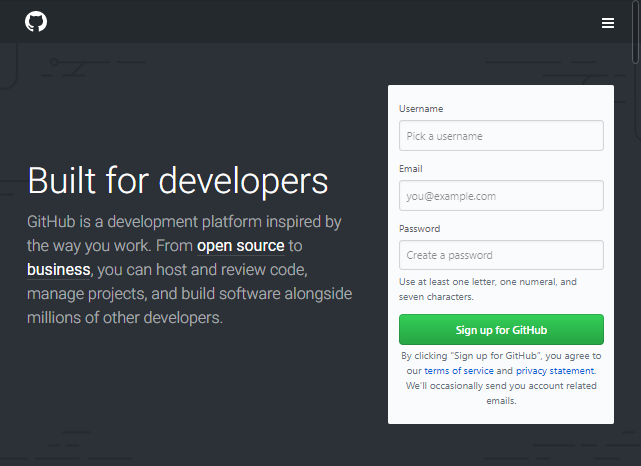 Built for developers
GitHub is a development platform inspired by
the way you work. From open source to
business, you can host and review code,
manage projects, and build software alongside
millions of other developers.
Username
Pick a username
Email
you@example.com
Password
Create a password
Use at least one letter, one numeral, and
seven characters.
Sign up for GitHub
By clicking "Sign up for GitHub", you agree to
our terms of service and privacy statement.
We'll occasionally send you account related
emails.